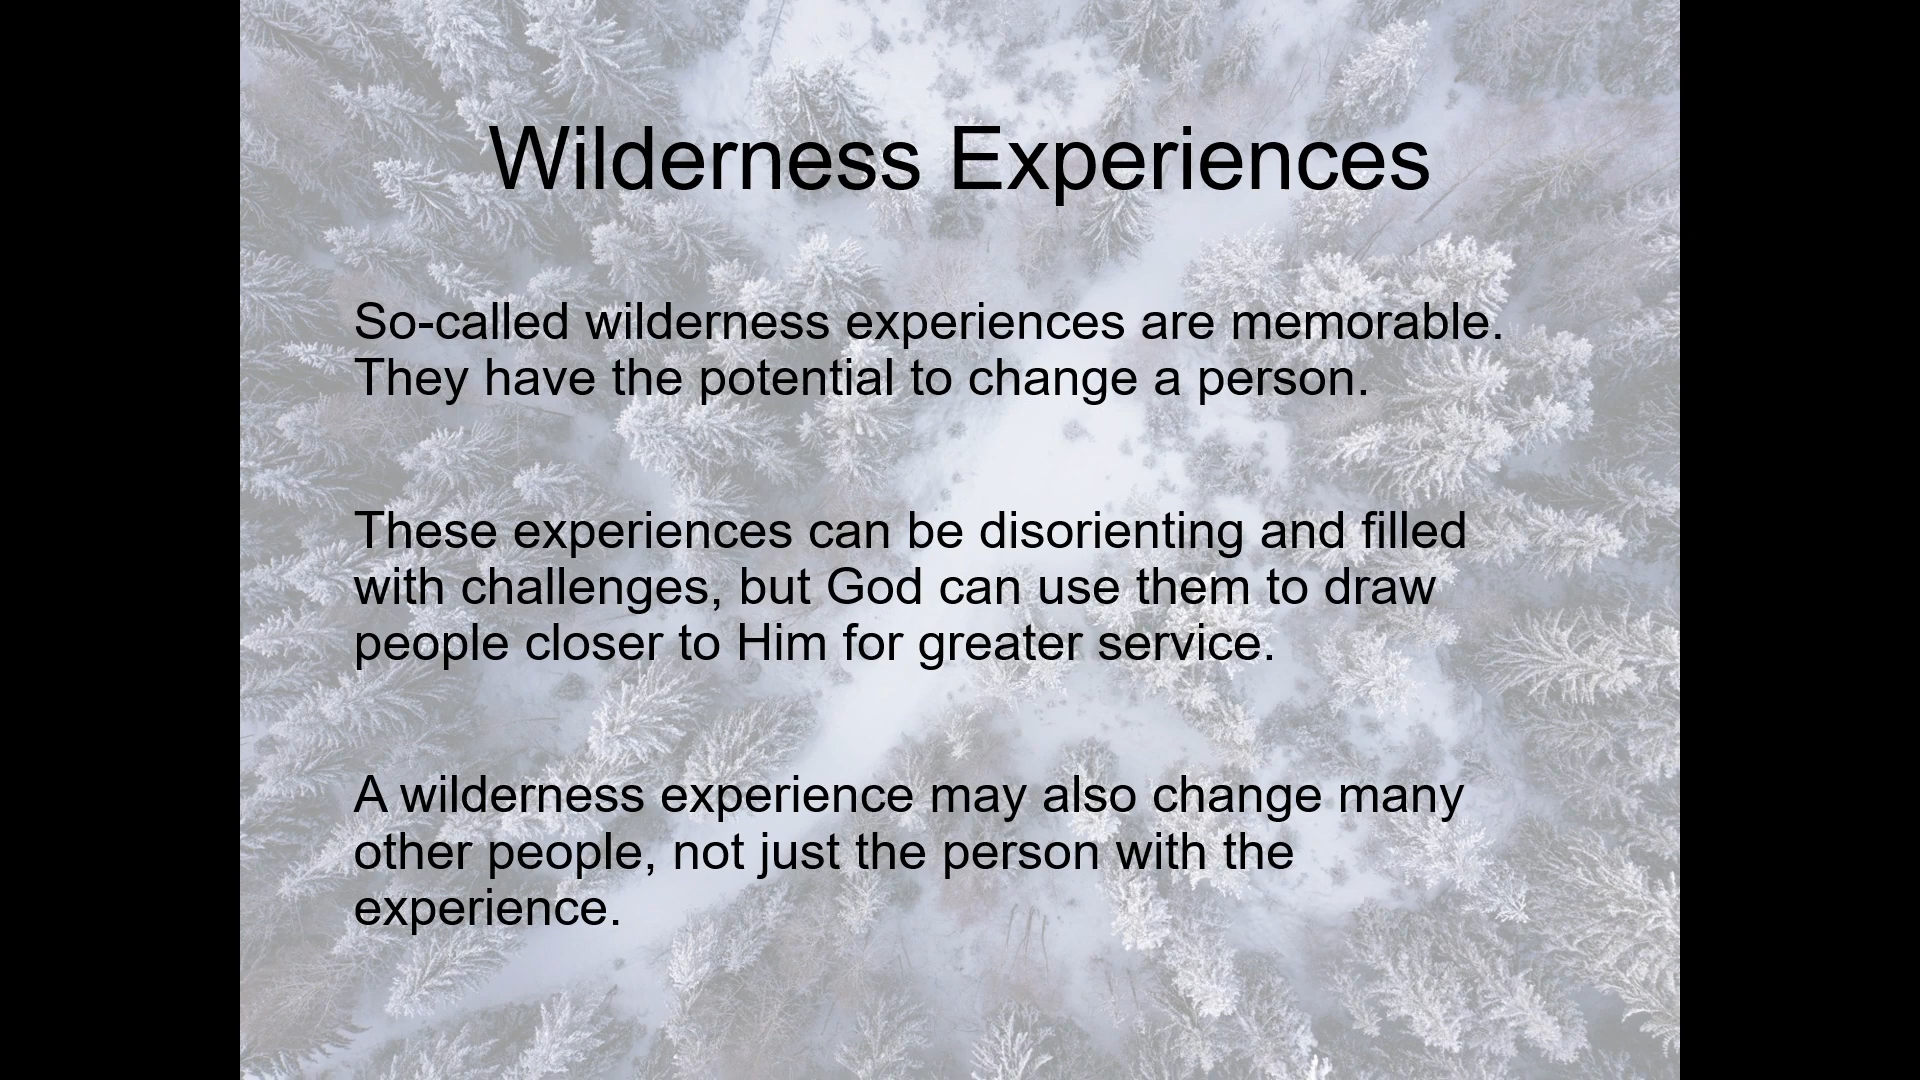 Wilderness Experiences
So-called wilderness experiences are memorable.
They have the potential to change a person.
These experiences can be disorienting and filled
with challenges, but God can use them to draw
people closer to Him for greater service.
A wilderness experience may also change many
other people, not just the person with the
experience.